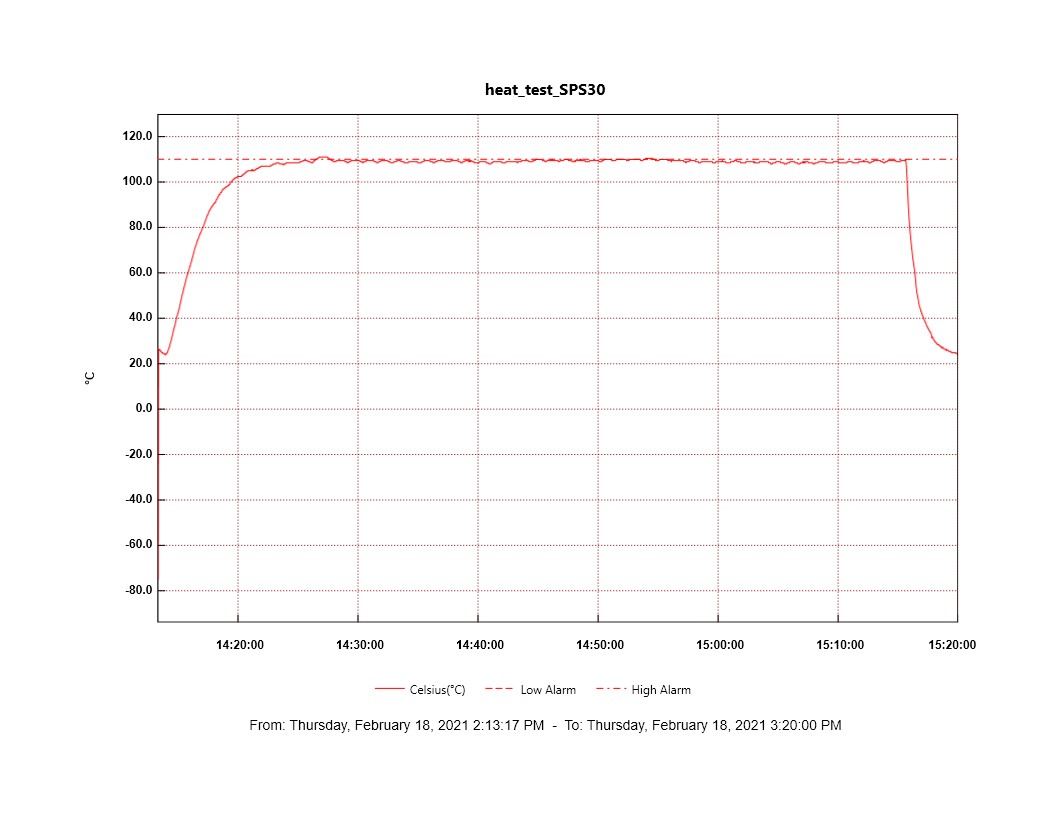 heat_test_SPS30
120.0
100.0
80.0
60.0
40.0
20.0
°C
0.0
-20.0
-40.0
-60.0
-80.0
14:20:00 14:30:00 14:40:00 14:50:00 15:00:00 15:10:00 15:20:00
Celsius(°C) Low Alarm High Alarm
From: Thursday, February 18, 2021 2:13:17 PM - To: Thursday, February 18, 2021 3:20:00 PM